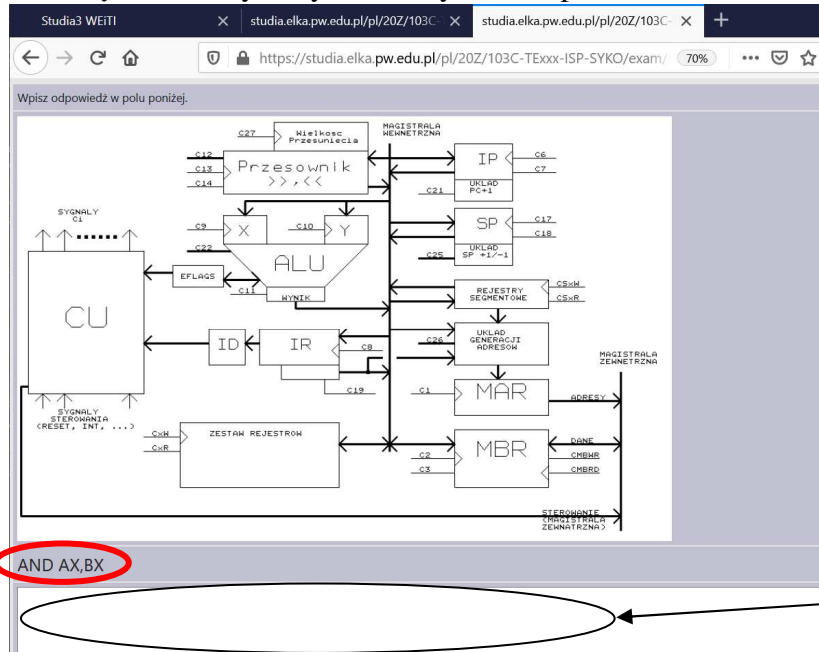 Studia3 WEiTI
studia.elka.pw.edu.pl/pl/20Z/103C-
studia.elka.pw.edu.pl/pl/20Z/103C-
https://studia.elka.pw.edu.pl/pl/20Z/103C-TExxx-ISP-SYKO/exam/
70%
Wpisz odpowiedź w polu poniżej.
MAGISTRALA
WEWNETRZNA
C27
Wielkosc
Przesuniecia
C12
C13
C14
Przesownik
>>,<<
IP
C6
C7
C21
UKLAD
PC+1
SYGNALY
Ci
C9
X
C10
Y
SP
C17
C18
C22
ALU
C25
UKLAD
SP +1/-1
EFLAGS
C11
WYNIK
REJESTRY
SEGMENTOWE
CSxW
CSxR
CU
ID
IR
C8
C26
UKLAD
GENERACJI
ADRESOW
MAGISTRALA
ZEWNETRZNA
C19
C1
MAR
ADRESY
SYGNALY
STEROWANIA
(RESET, INT, ...)
CxW
CxR
ZESTAW REJESTROW
C2
C3
MBR
DANE
CMBWR
CMBRD
STEROWANIE
(MAGISTRALA
ZEWNATRZNA)
AND AX,BX